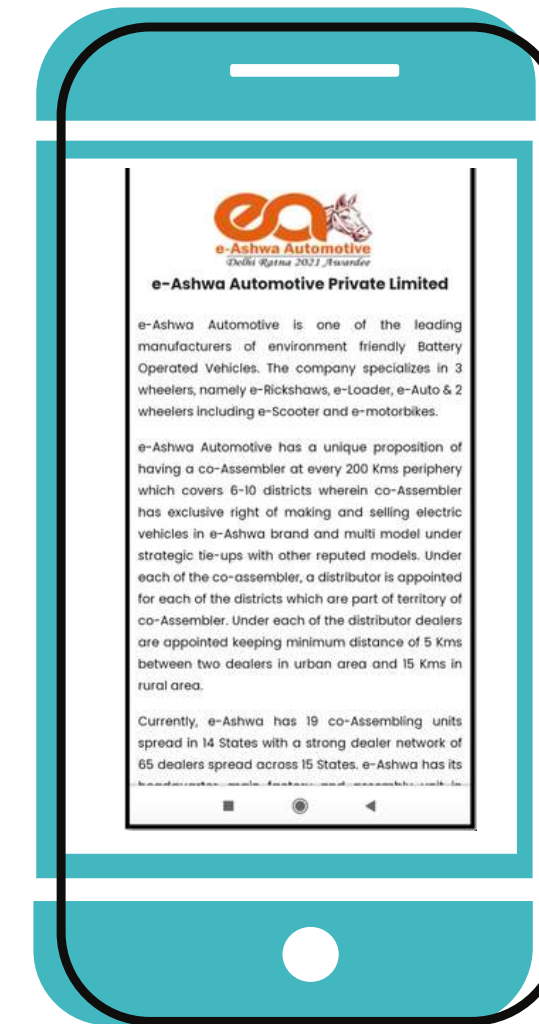 ea
e-Ashwa Automotive
Delhi Ratna 2021 Awardee
e-Ashwa Automotive Private Limited
e-Ashwa Automotive is one of the leading
manufacturers of environment friendly Battery
Operated Vehicles. The company specializes in 3
wheelers, namely e-Rickshaws, e-Loader, e-Auto & 2
wheelers including e-Scooter and e-motorbikes.
e-Ashwa Automotive has a unique proposition of
having a co-Assembler at every 200 Kms periphery
which covers 6-10 districts wherein co-Assembler
has exclusive right of making and selling electric
vehicles in e-Ashwa brand and multi model under
strategic tie-ups with other reputed models. Under
each of the co-assembler, a distributor is appointed
for each of the districts which are part of territory of
co-Assembler. Under each of the distributor dealers
are appointed keeping minimum distance of 5 Kms
between two dealers in urban area and 15 Kms in
rural area.
Currently, e-Ashwa has 19 co-Assembling units
spread in 14 States with a strong dealer network of
65 dealers spread across 15 States. e-Ashwa has its